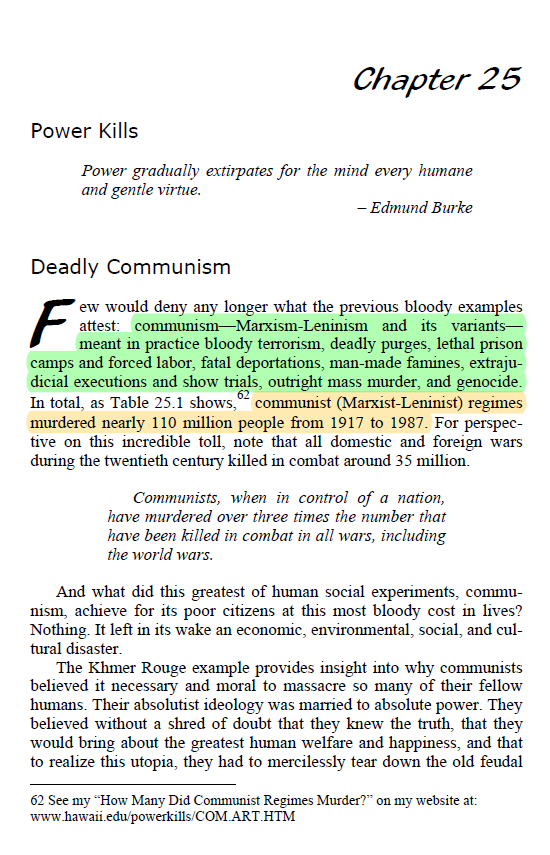 Chapter 25
Power Kills
Power gradually extirpates for the mind every humane
and gentle virtue.
– Edmund Burke
Deadly Communism
Few would deny any longer what the previous bloody examples
attest: communism—Marxism-Leninism and its variants—
meant in practice bloody terrorism, deadly purges, lethal prison
camps and forced labor, fatal deportations, man-made famines, extraju-
dicial executions and show trials, outright mass murder, and genocide.
In total, as Table 25.1 shows,62 communist (Marxist-Leninist) regimes
murdered nearly 110 million people from 1917 to 1987. For perspec-
tive on this incredible toll, note that all domestic and foreign wars
during the twentieth century killed in combat around 35 million.
Communists, when in control of a nation,
have murdered over three times the number that
have been killed in combat in all wars, including
the world wars.
And what did this greatest of human social experiments, commu-
nism, achieve for its poor citizens at this most bloody cost in lives?
Nothing. It left in its wake an economic, environmental, social, and cul-
tural disaster.
The Khmer Rouge example provides insight into why communists
believed it necessary and moral to massacre so many of their fellow
humans. Their absolutist ideology was married to absolute power. They
believed without a shred of doubt that they knew the truth, that they
would bring about the greatest human welfare and happiness, and that
to realize this utopia, they had to mercilessly tear down the old feudal
62 See my “How Many Did Communist Regimes Murder?” on my website at:
www.hawaii.edu/powerkills/COM.ART.HTM